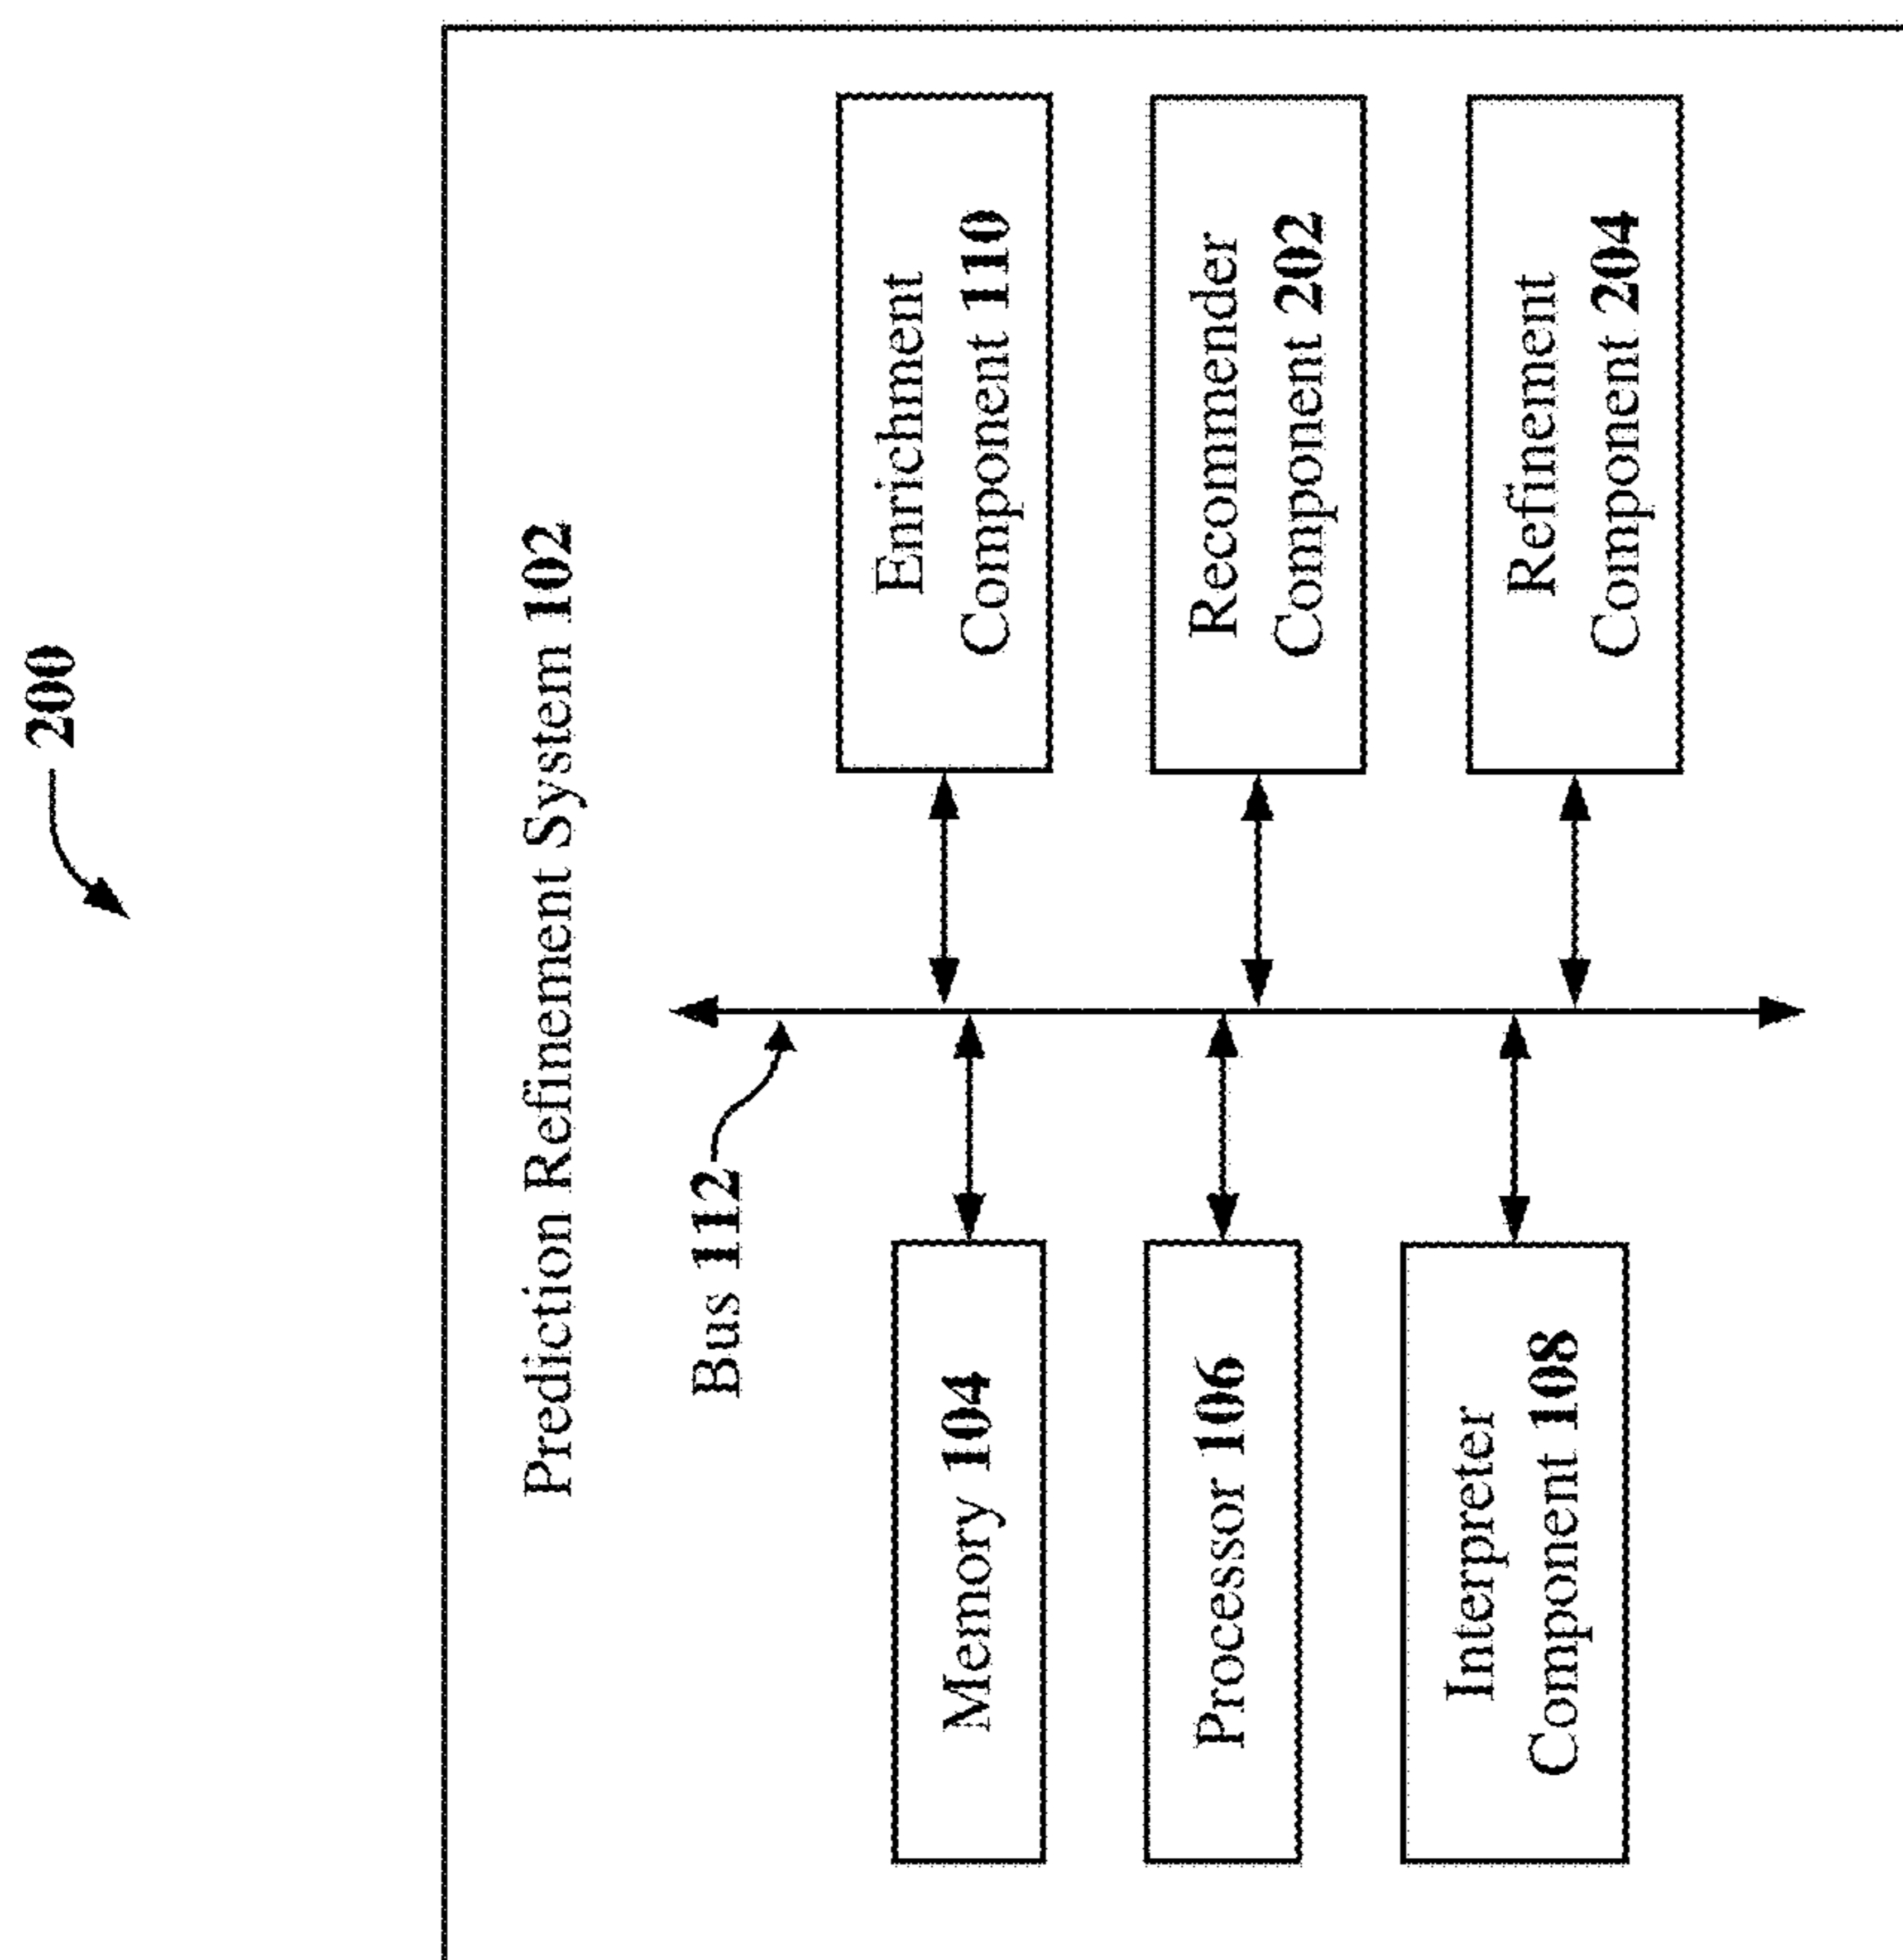 200
Prediction Refinement System 102
Bus 112
Memory 104
Enrichment
Component 110
Processor 106
Recommender
Component 202
Interpreter
Component 108
Refinement
Component 204